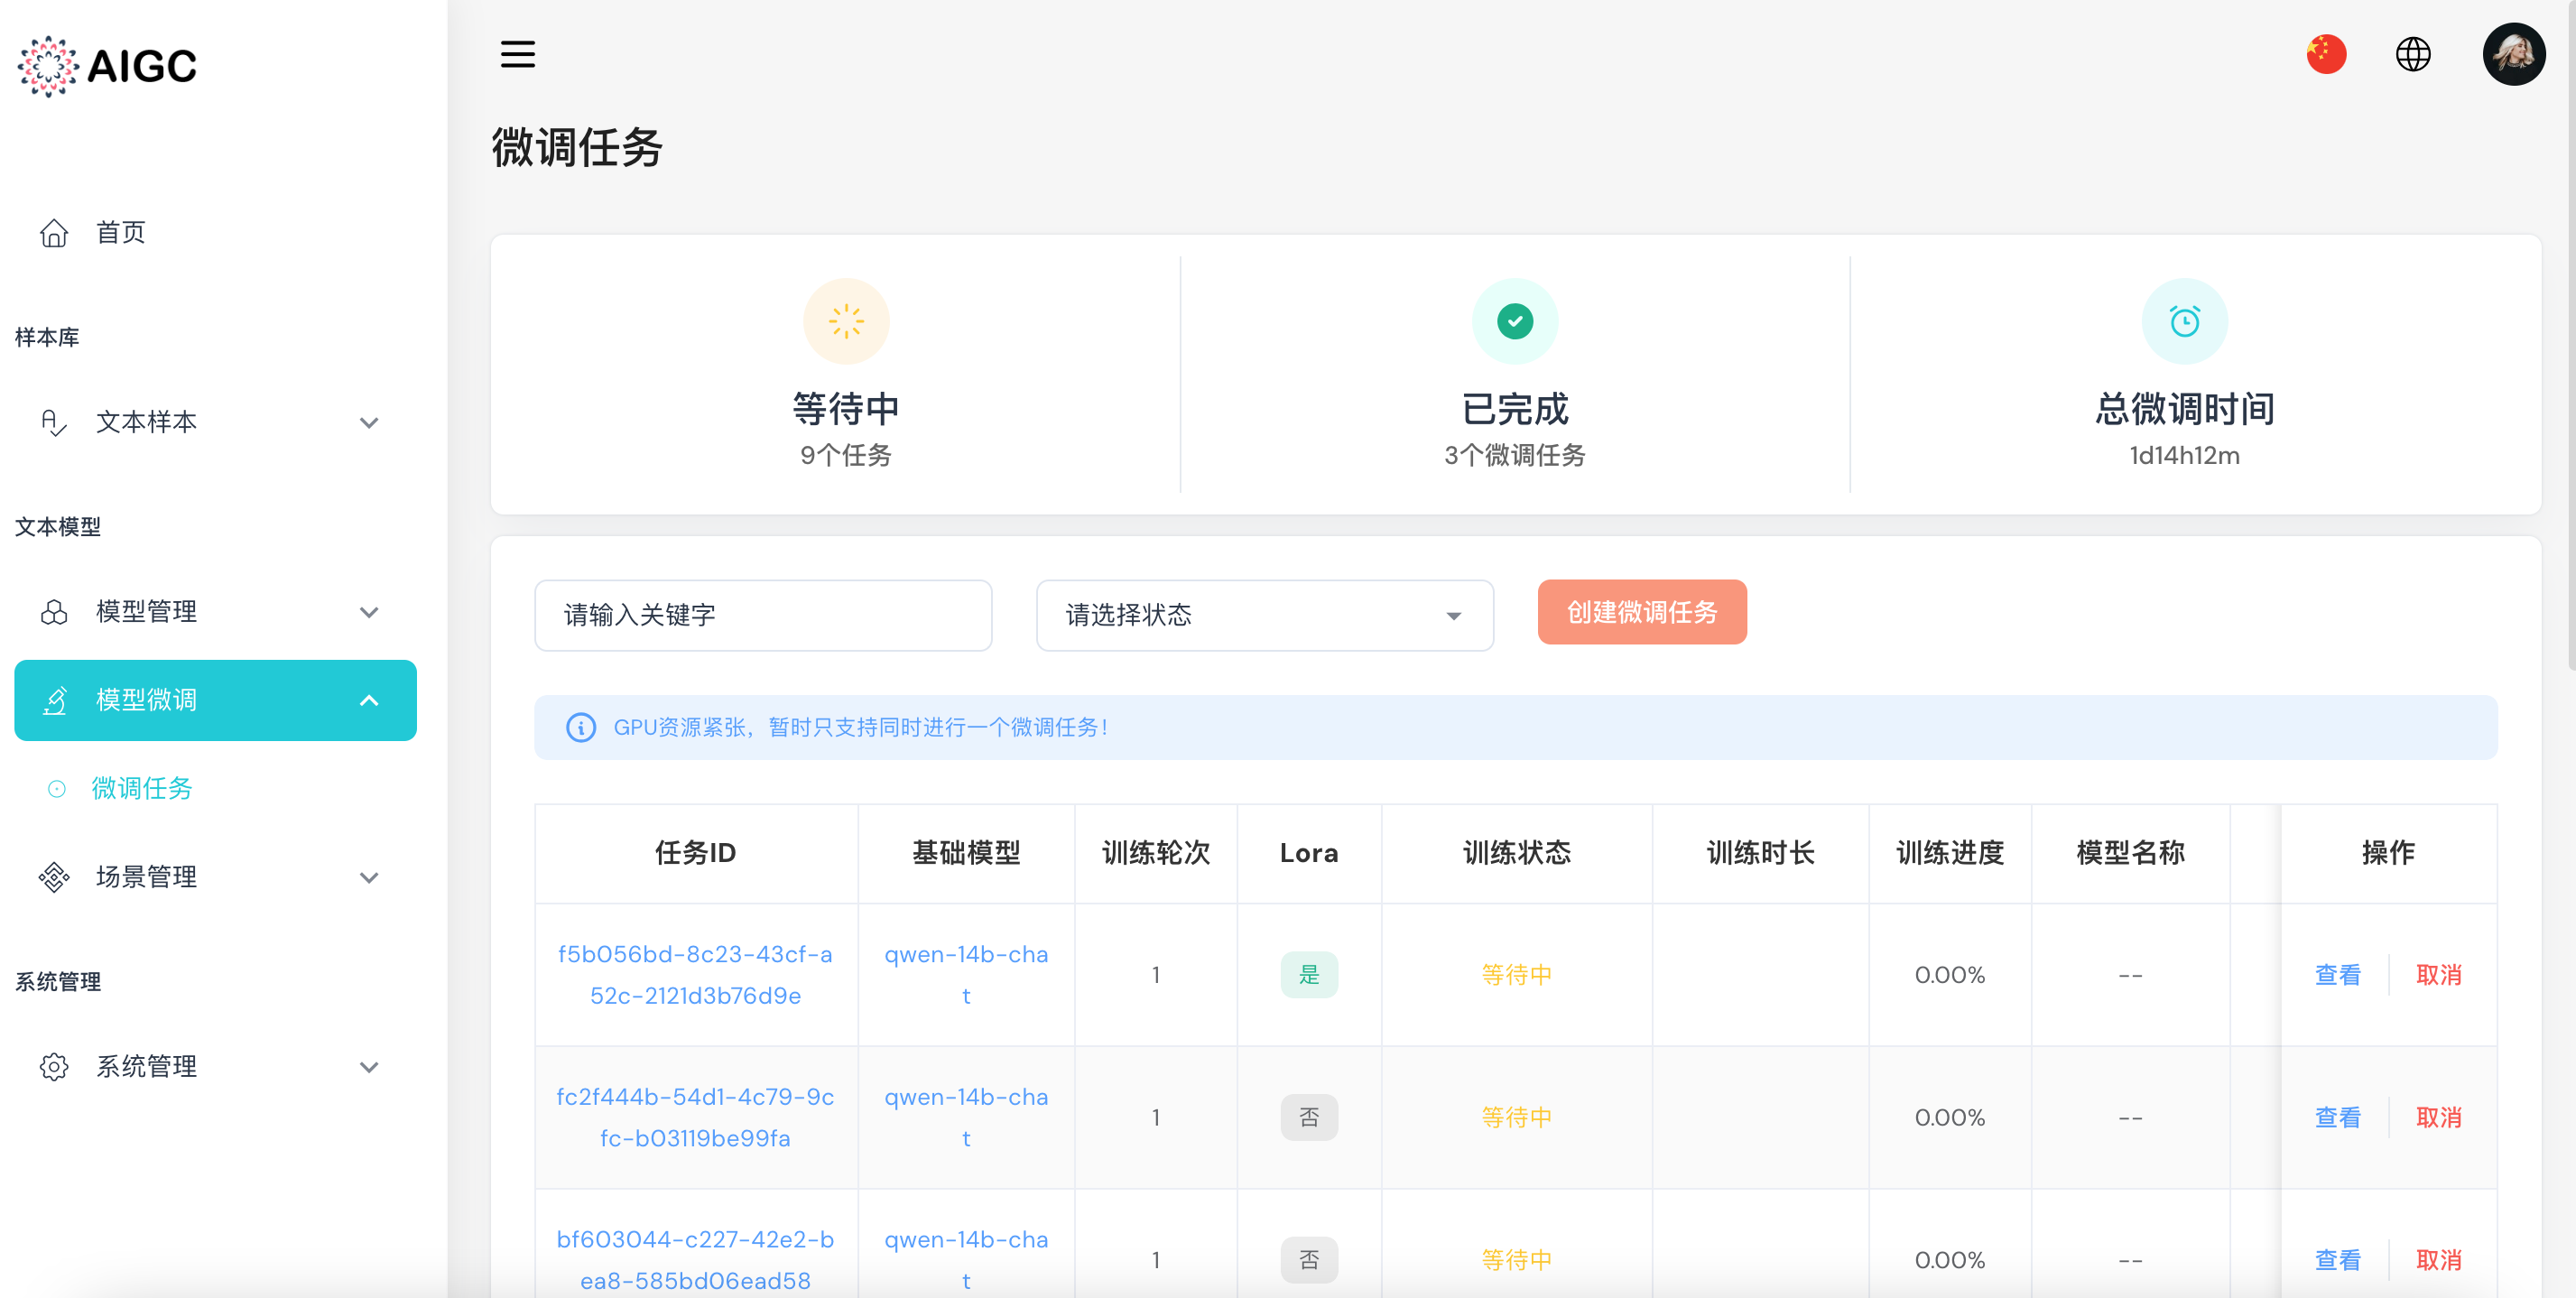 AIGC
首页
样本库
文本样本
文本模型
模型管理
模型微调
微调任务
场景管理
系统管理
系统管理
微调任务
等待中
9个任务
已完成
3个微调任务
总微调时间
1d14h12m
请输入关键字
请选择状态
创建微调任务
GPU资源紧张，暂时只支持同时进行一个微调任务！
任务ID 基础模型 训练轮次 Lora 训练状态 训练时长 训练进度 模型名称 操作
f5b056bd-8c23-43cf-a
52c-2121d3b76d9e
qwen-14b-cha
t
1 是 等待中 0.00% -- 查看 取消
fc2f444b-54d1-4c79-9c
fc-b03119be99fa
qwen-14b-cha
t
1 否 等待中 0.00% -- 查看 取消
bf603044-c227-42e2-b
ea8-585bd06ead58
qwen-14b-cha
t
1 否 等待中 0.00% -- 查看 取消